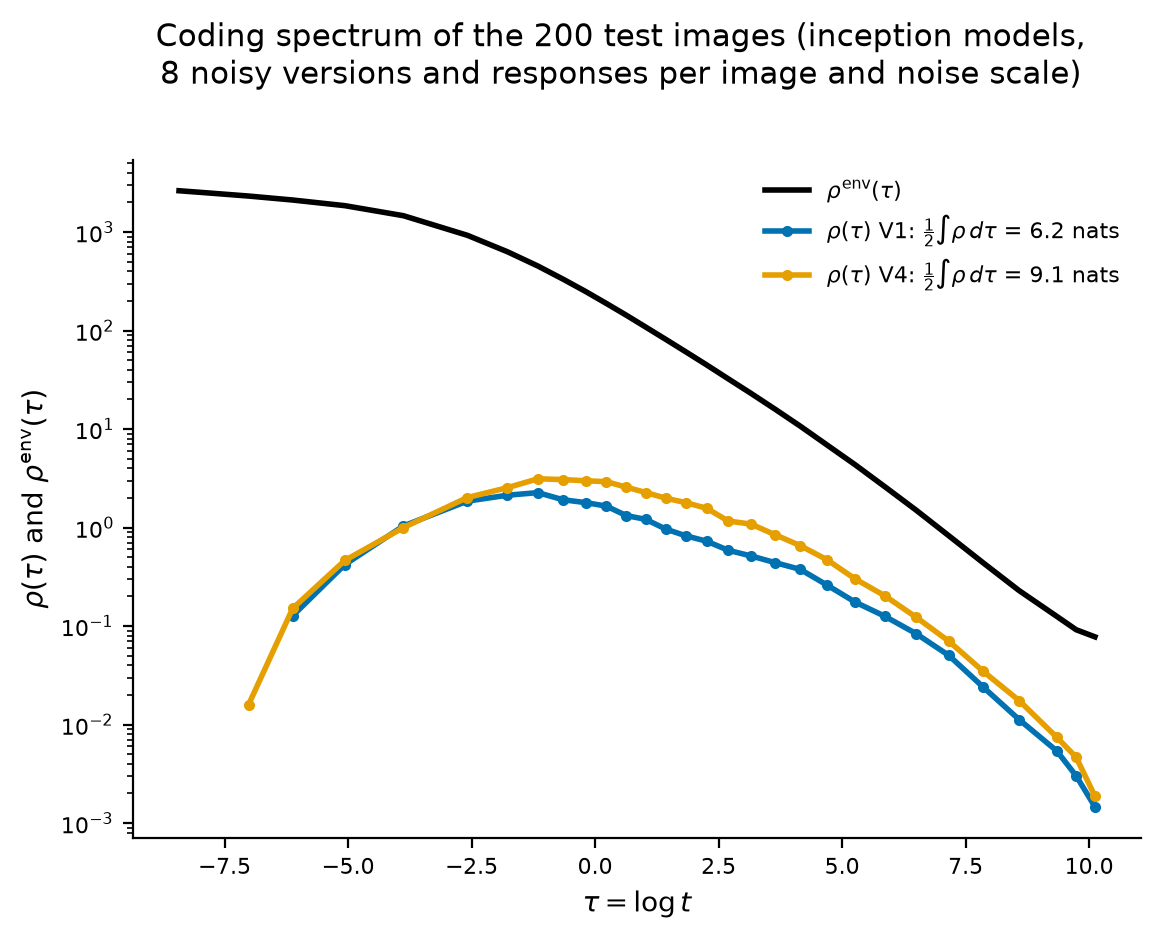 Coding spectrum of the 200 test images (inception models,
8 noisy versions and responses per image and noise scale)
ρ^env(τ)
ρ(τ) V1: ½∫ρ dτ = 6.2 nats
ρ(τ) V4: ½∫ρ dτ = 9.1 nats
ρ(τ) and ρ^env(τ)
10³
10²
10¹
10⁰
10⁻¹
10⁻²
10⁻³
−7.5 −5.0 −2.5 0.0 2.5 5.0 7.5 10.0
τ = log t